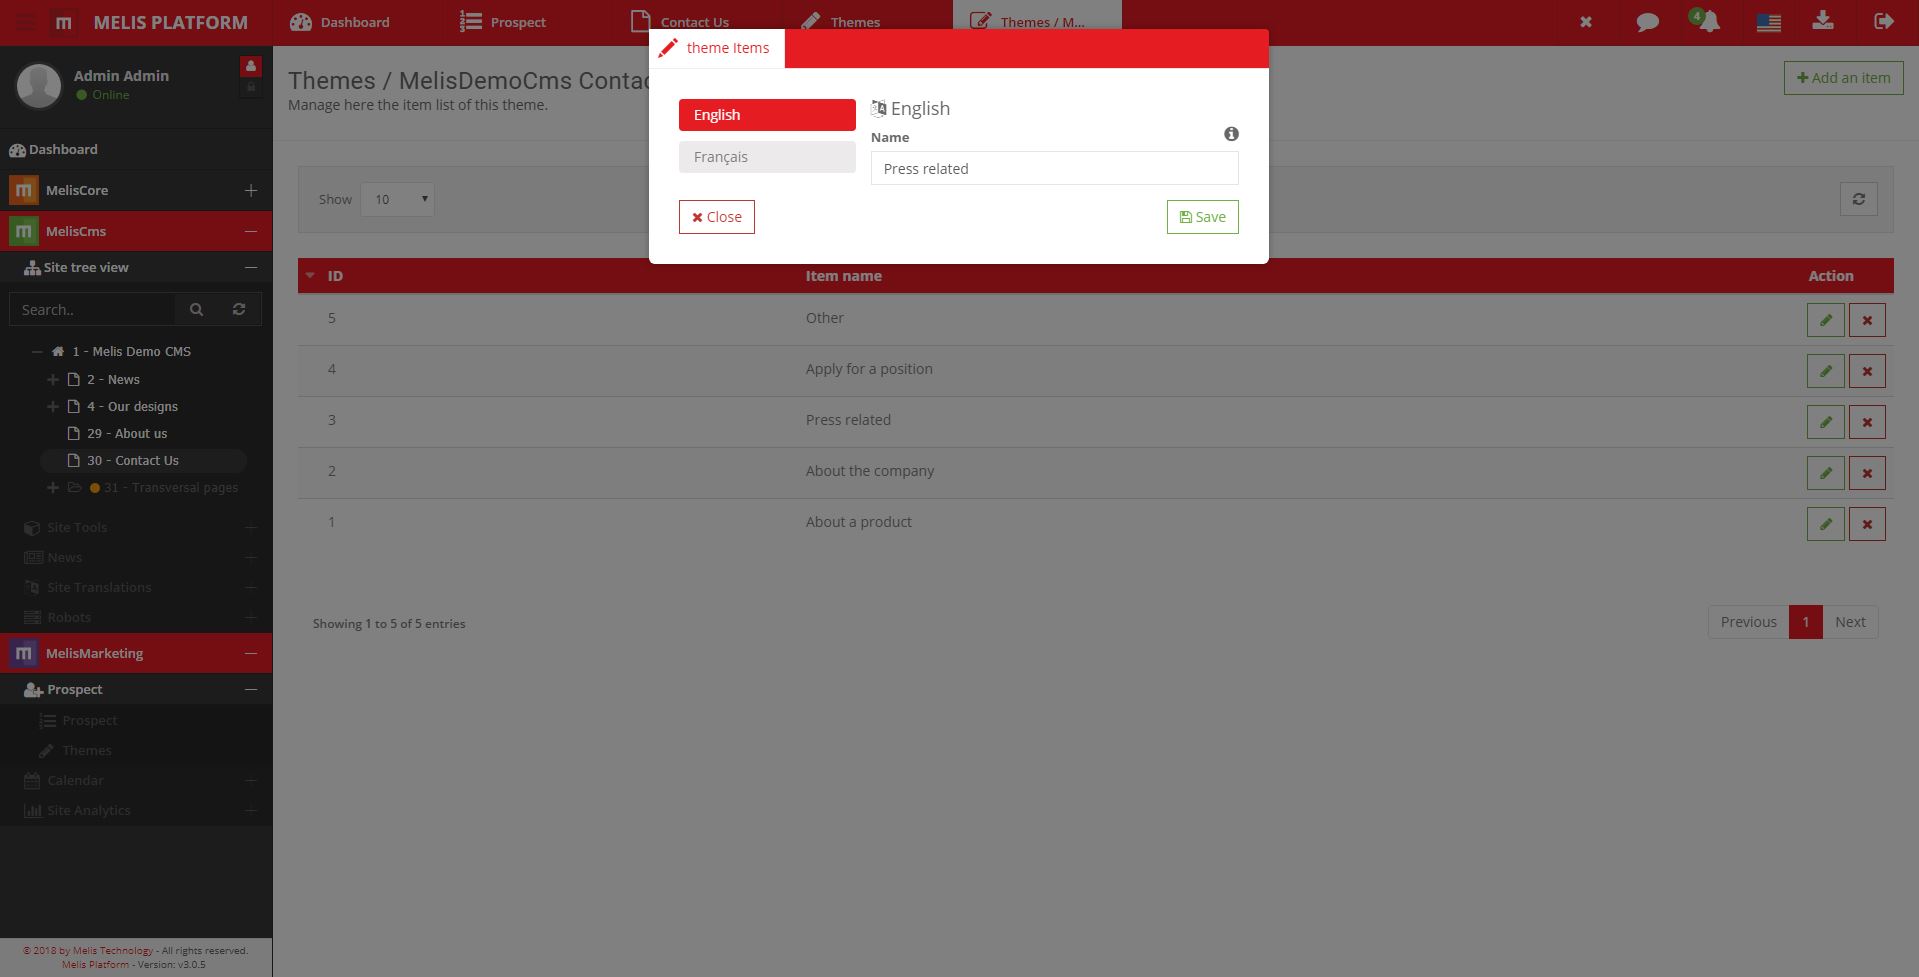 MELIS PLATFORM
Dashboard
Prospect
Contact Us
Themes
Themes / M...
4
theme Items
Admin Admin
Online
Themes / MelisDemoCms Contac
Manage here the item list of this theme.
Add an item
English
Français
English
Name
Press related
Close
Save
Dashboard
MelisCore
MelisCms
Site tree view
Search..
1 - Melis Demo CMS
2 - News
4 - Our designs
29 - About us
30 - Contact Us
31 - Transversal pages
Site Tools
News
Site Translations
Robots
MelisMarketing
Prospect
Prospect
Themes
Calendar
Site Analytics
© 2018 by Melis Technology - All rights reserved.
Melis Platform - Version: v3.0.5
Show 10
ID Item name Action
5 Other
4 Apply for a position
3 Press related
2 About the company
1 About a product
Showing 1 to 5 of 5 entries
Previous 1 Next